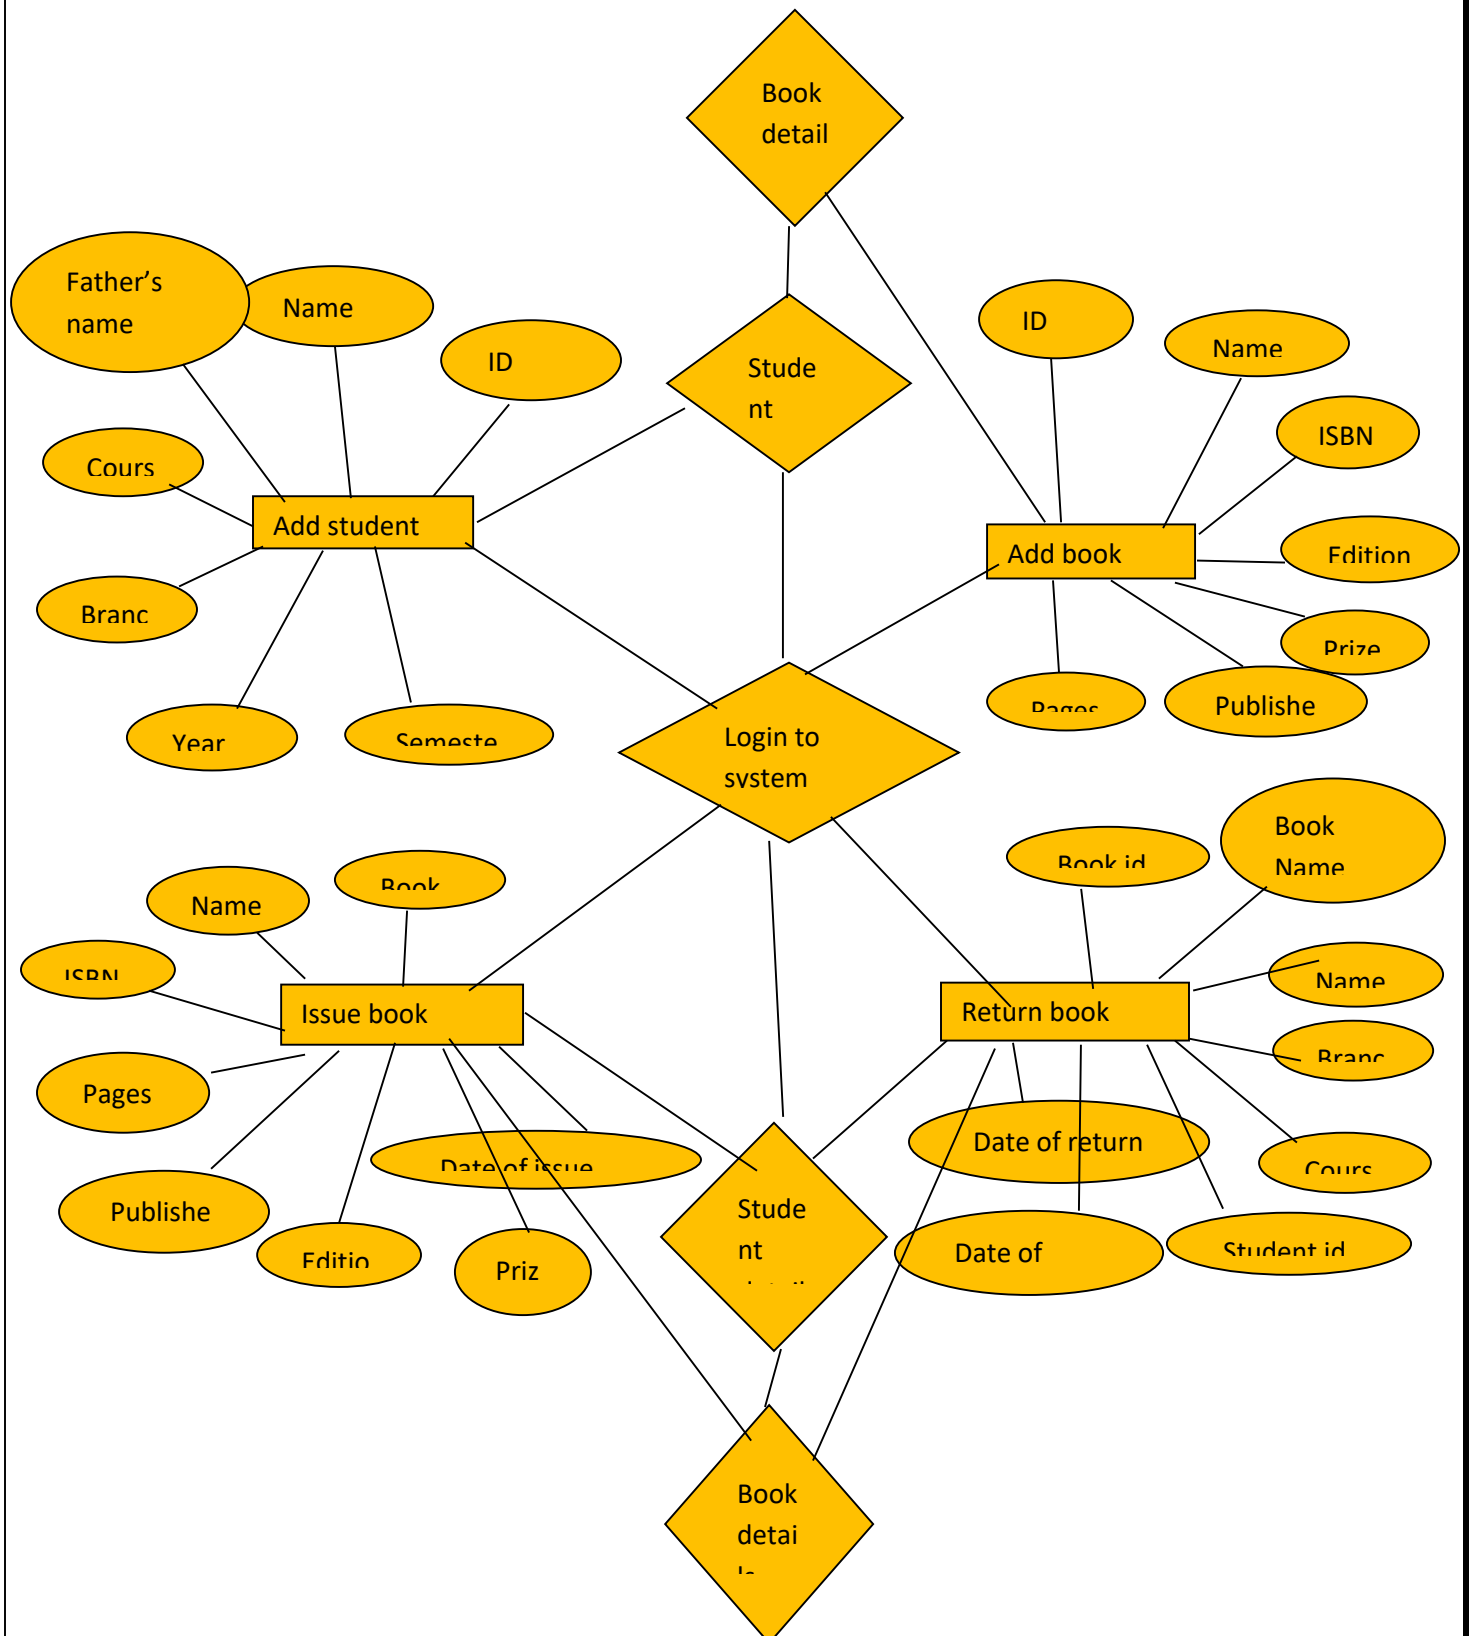 Book
detail
Father’s
name
Name
ID
ID
Name
Stude
nt
Cours
ISBN
Add student
Add book
Edition
Branc
Prize
Pages
Publishe
Year
Semeste
Login to
system
Book
Name
Book id
Book
Name
ISBN
Name
Issue book
Return book
Branc
Pages
Date of return
Date of issue
Cours
Publishe
Stude
nt
detail
Date of
Student id
Editio
Priz
Book
detai
ls